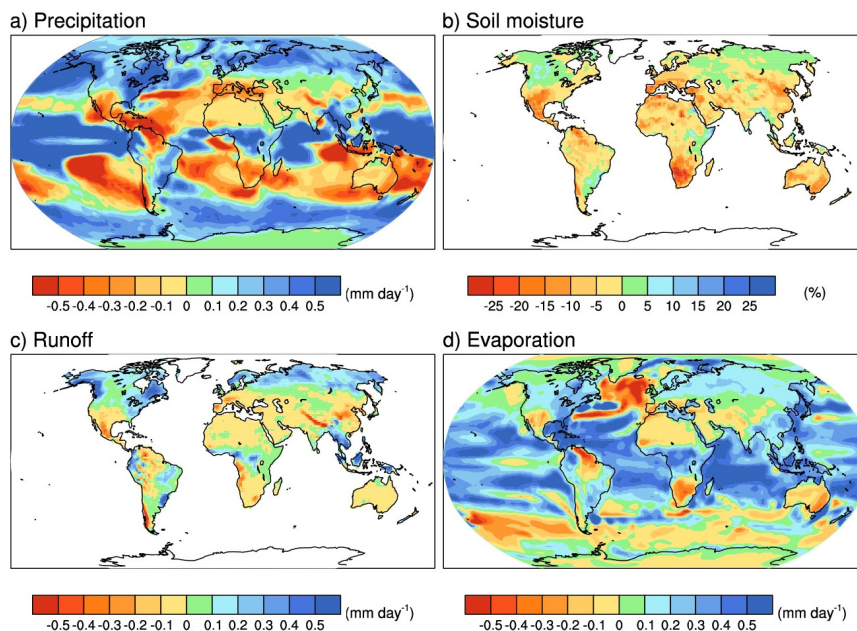 a) Precipitation
b) Soil moisture
-0.5 -0.4 -0.3 -0.2 -0.1 0 0.1 0.2 0.3 0.4 0.5 (mm day⁻¹)
-25 -20 -15 -10 -5 0 5 10 15 20 25 (%)
c) Runoff
d) Evaporation
-0.5 -0.4 -0.3 -0.2 -0.1 0 0.1 0.2 0.3 0.4 0.5 (mm day⁻¹)
-0.5 -0.4 -0.3 -0.2 -0.1 0 0.1 0.2 0.3 0.4 0.5 (mm day⁻¹)